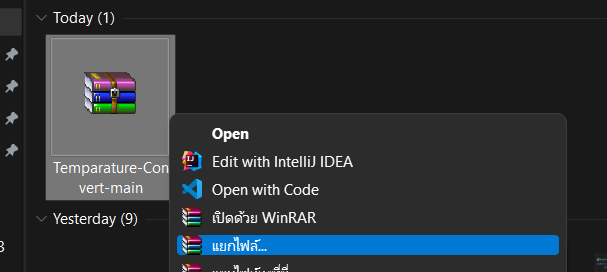 Today (1)
Temparature-Con
vert-main
Open
Edit with IntelliJ IDEA
Open with Code
เปิดด้วย WinRAR
แยกไฟล์...
Yesterday (9)
3